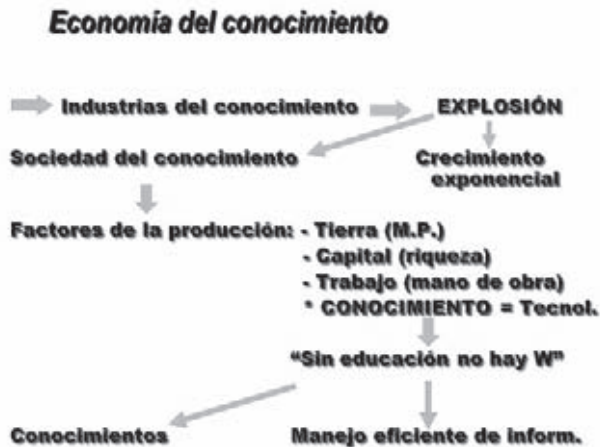 Economía del conocimiento
Industrias del conocimiento
EXPLOSIÓN
Sociedad del conocimiento
Crecimiento
exponencial
Factores de la producción: - Tierra (M.P.)
- Capital (riqueza)
- Trabajo (mano de obra)
* CONOCIMIENTO = Tecnol.
“Sin educación no hay W”
Conocimientos
Manejo eficiente de inform.